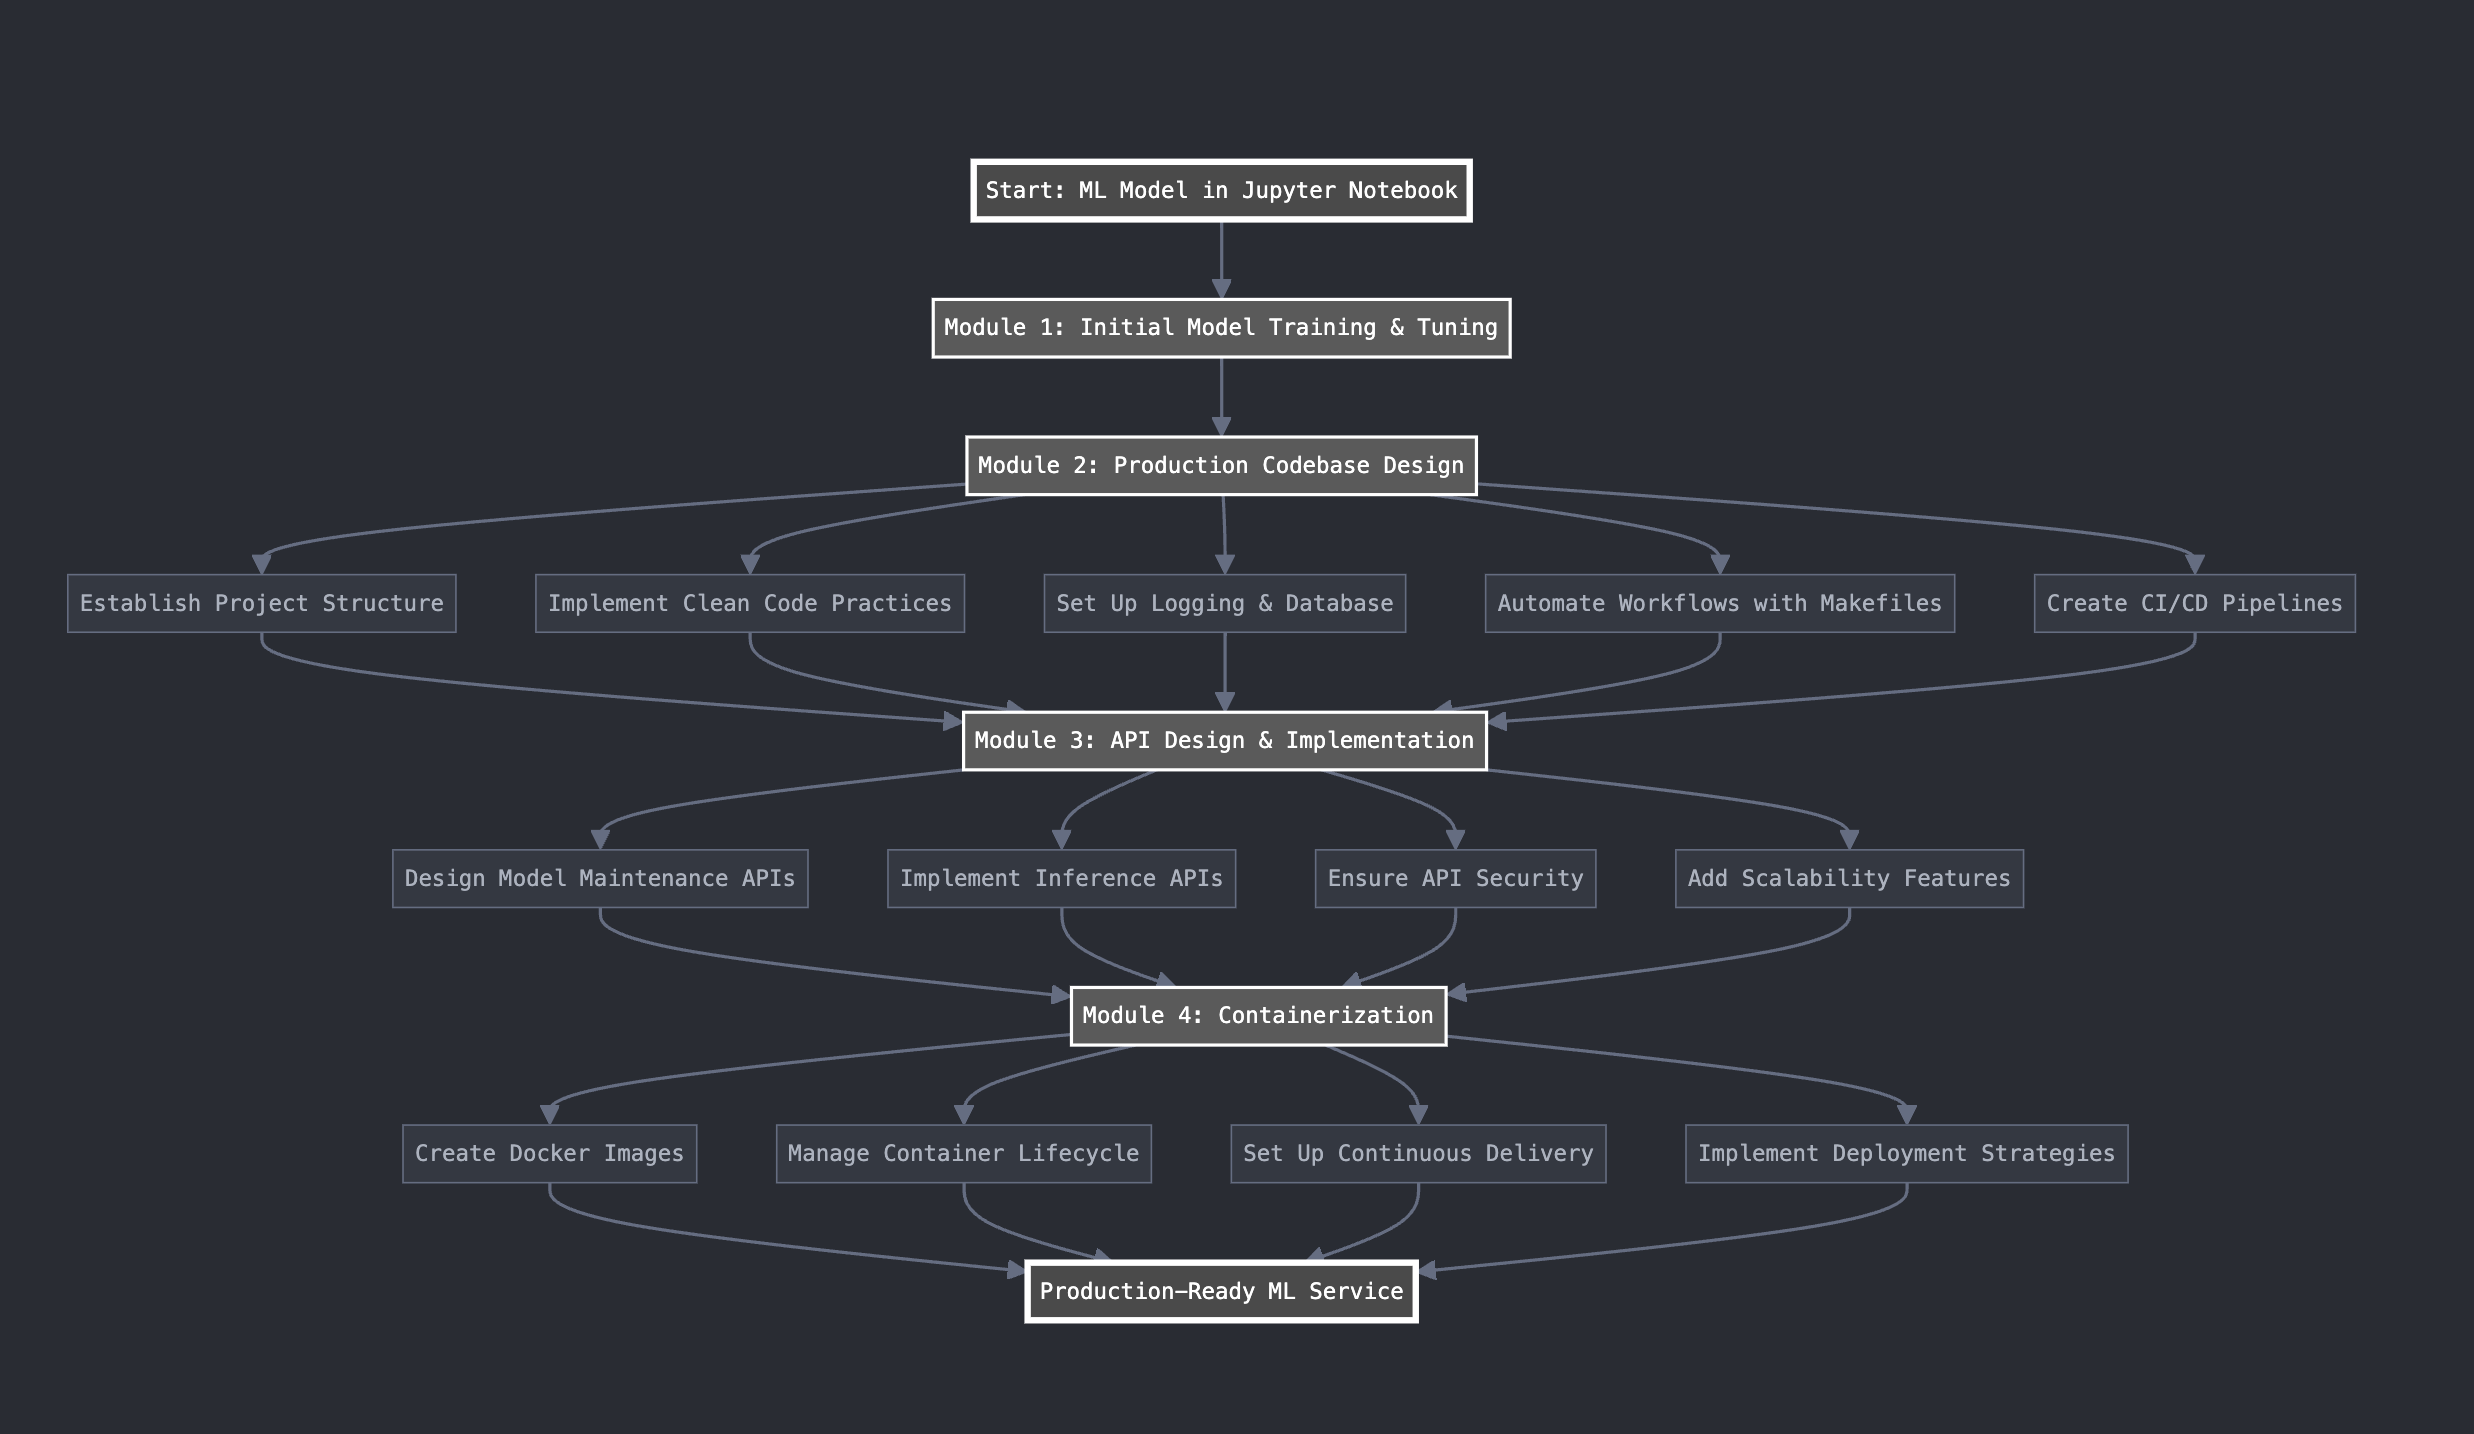 Start: ML Model in Jupyter Notebook
Module 1: Initial Model Training & Tuning
Module 2: Production Codebase Design
Establish Project Structure
Implement Clean Code Practices
Set Up Logging & Database
Automate Workflows with Makefiles
Create CI/CD Pipelines
Module 3: API Design & Implementation
Design Model Maintenance APIs
Implement Inference APIs
Ensure API Security
Add Scalability Features
Module 4: Containerization
Create Docker Images
Manage Container Lifecycle
Set Up Continuous Delivery
Implement Deployment Strategies
Production-Ready ML Service